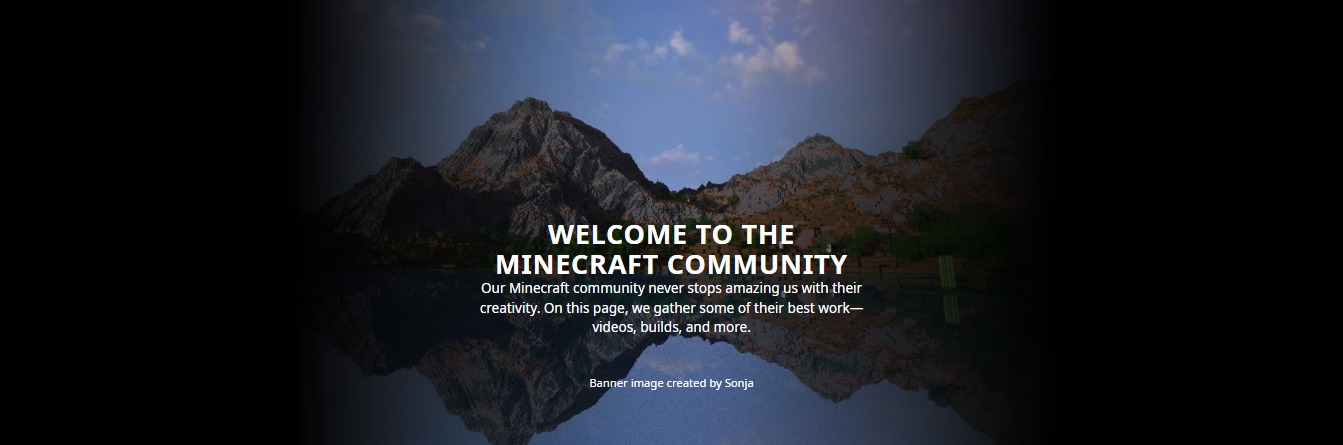 WELCOME TO THE
MINECRAFT COMMUNITY
Our Minecraft community never stops amazing us with their
creativity. On this page, we gather some of their best work—
videos, builds, and more.
Banner image created by Sonja